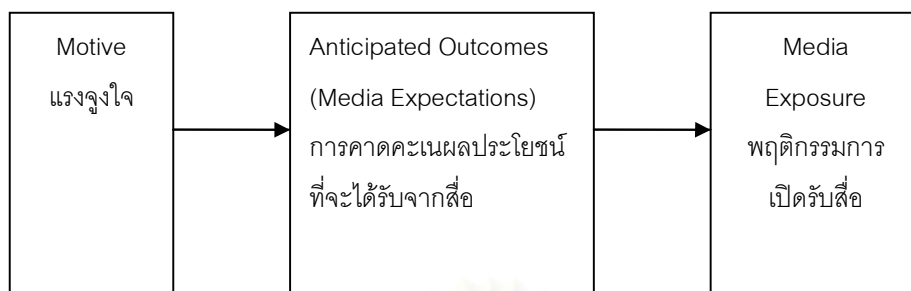 Motive
แรงจูงใจ
Anticipated Outcomes
(Media Expectations)
การคาดคะเนผลประโยชน์
ที่จะได้รับจากสื่อ
Media
Exposure
พฤติกรรมการ
เปิดรับสื่อ